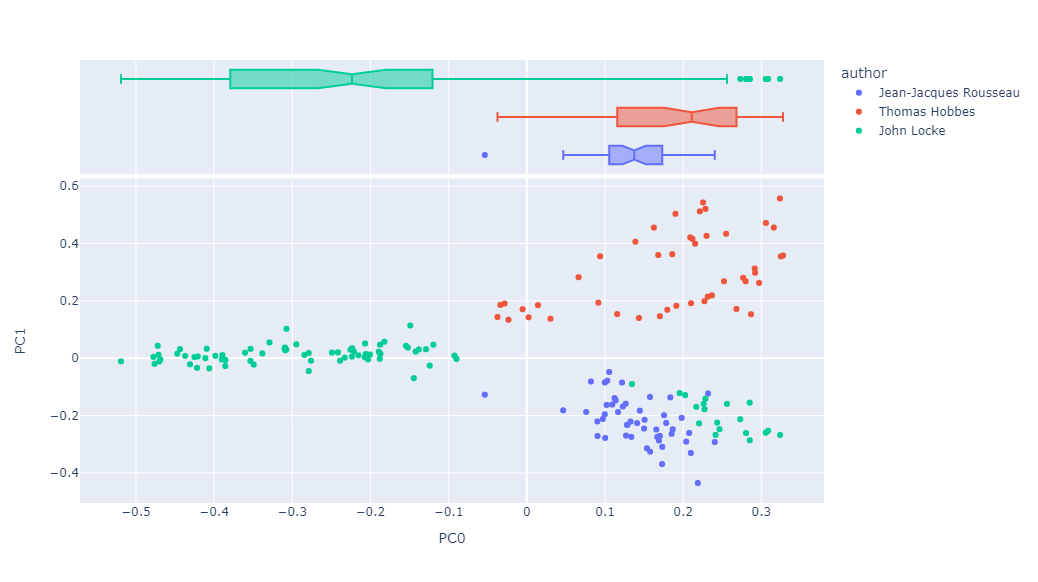 author
Jean-Jacques Rousseau
Thomas Hobbes
John Locke
0.6
0.4
0.2
0
−0.2
−0.4
PC1
−0.5 −0.4 −0.3 −0.2 −0.1 0 0.1 0.2 0.3
PC0